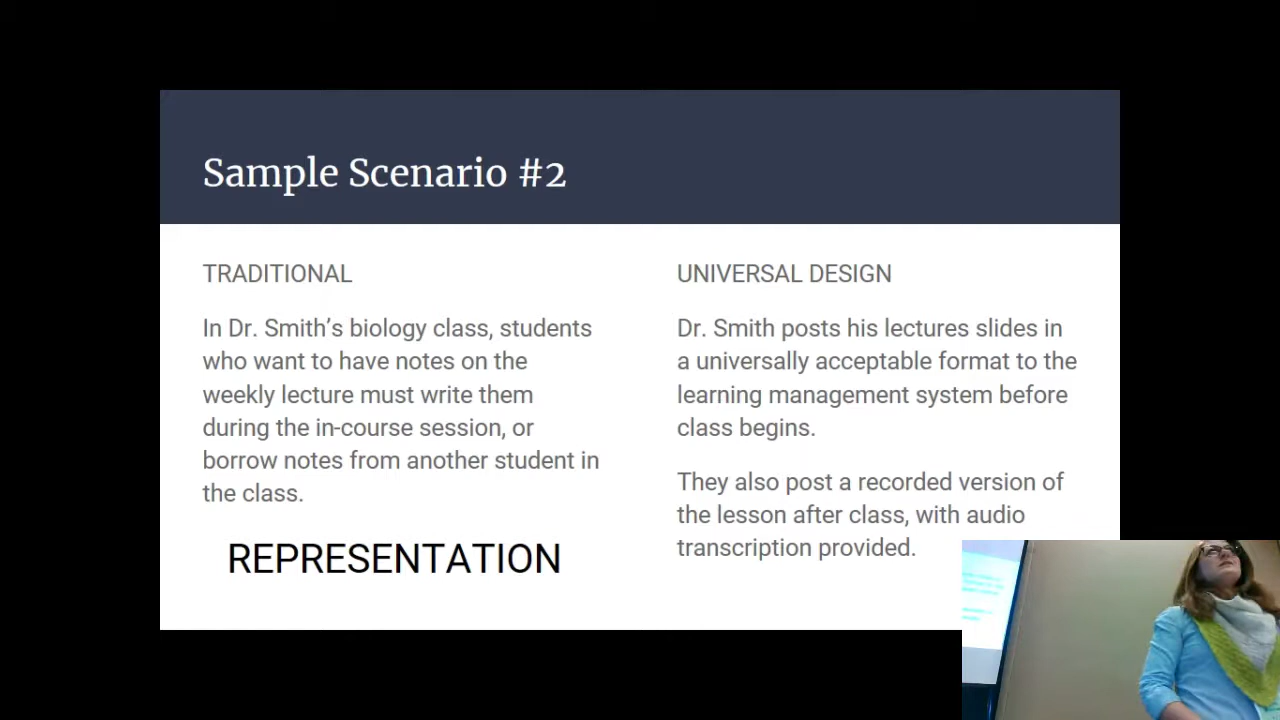 Sample Scenario #2
TRADITIONAL
In Dr. Smith’s biology class, students
who want to have notes on the
weekly lecture must write them
during the in-course session, or
borrow notes from another student in
the class.
REPRESENTATION
UNIVERSAL DESIGN
Dr. Smith posts his lectures slides in
a universally acceptable format to the
learning management system before
class begins.
They also post a recorded version of
the lesson after class, with audio
transcription provided.